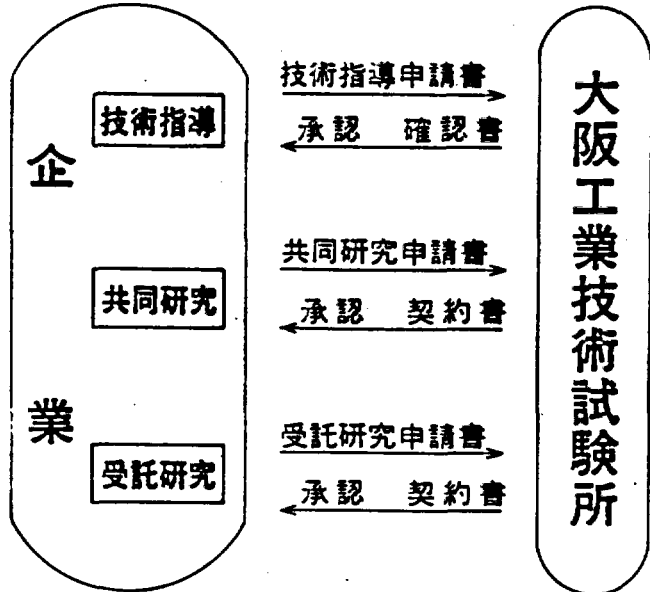 企業
技術指導
技術指導申請書
承認 確認書
共同研究
共同研究申請書
承認 契約書
受託研究
受託研究申請書
承認 契約書
大阪工業技術試験所